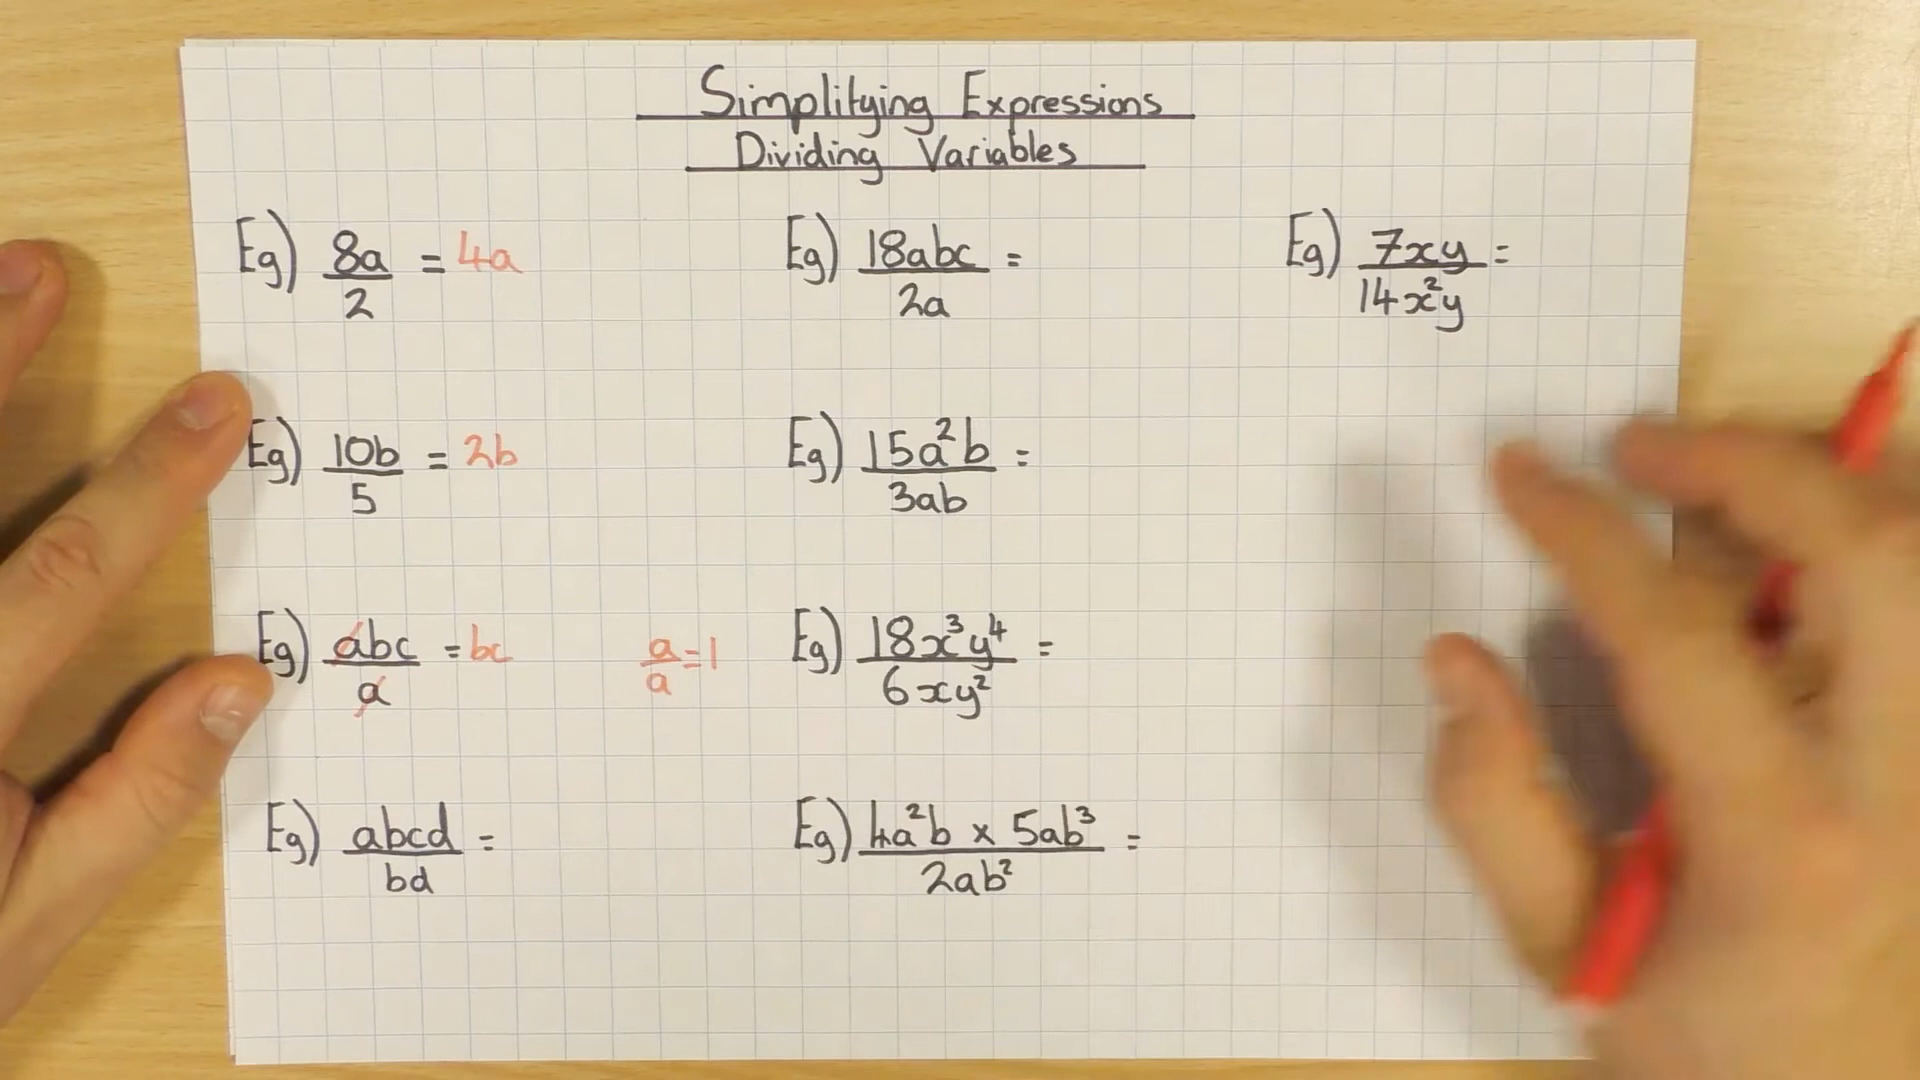 Simplifying Expressions
Dividing Variables
Eg) 8a/2 = 4a
Eg) 10b/5 = 2b
Eg) abc/a = bc
a/a = 1
Eg) abcd/bd =
Eg) 18abc/2a =
Eg) 15a²b/3ab =
Eg) 18x³y⁴/6xy² =
Eg) 4a²b x 5ab³/2ab² =
Eg) 7xy/14x²y =